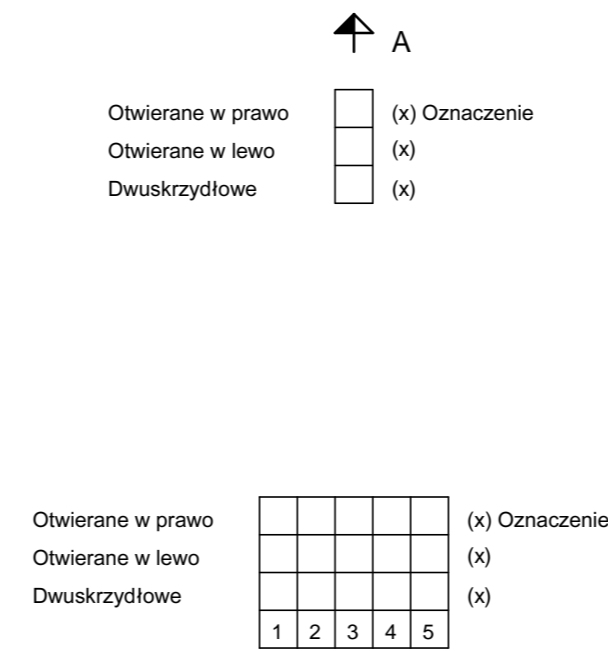 A
Otwierane w prawo (x) Oznaczenie
Otwierane w lewo (x)
Dwuskrzydłowe (x)
Otwierane w prawo (x) Oznaczenie
Otwierane w lewo (x)
Dwuskrzydłowe (x)
1 2 3 4 5